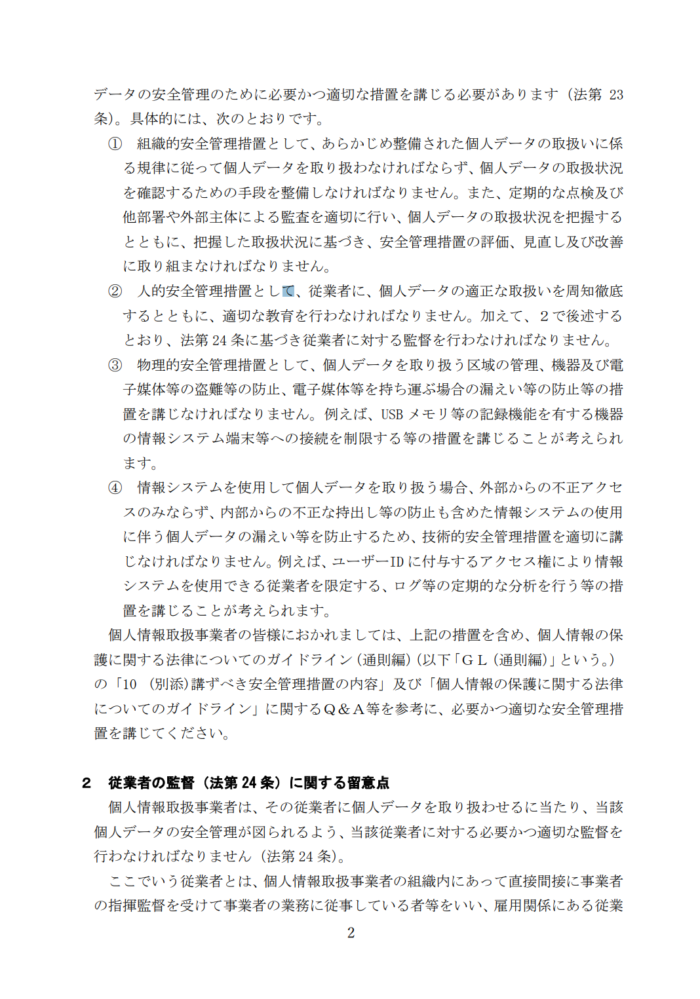 データの安全管理のために必要かつ適切な措置を講じる必要があります（法第 23
条）。具体的には、次のとおりです。
①　組織的安全管理措置として、あらかじめ整備された個人データの取扱いに係
る規律に従って個人データを取り扱わなければならず、個人データの取扱状況
を確認するための手段を整備しなければなりません。また、定期的な点検及び
他部署や外部主体による監査を適切に行い、個人データの取扱状況を把握する
とともに、把握した取扱状況に基づき、安全管理措置の評価、見直し及び改善
に取り組まなければなりません。
②　人的安全管理措置として、従業者に、個人データの適正な取扱いを周知徹底
するとともに、適切な教育を行わなければなりません。加えて、２で後述する
とおり、法第 24 条に基づき従業者に対する監督を行わなければなりません。
③　物理的安全管理措置として、個人データを取り扱う区域の管理、機器及び電
子媒体等の盗難等の防止、電子媒体等を持ち運ぶ場合の漏えい等の防止等の措
置を講じなければなりません。例えば、USB メモリ等の記録機能を有する機器
の情報システム端末等への接続を制限する等の措置を講じることが考えられ
ます。
④　情報システムを使用して個人データを取り扱う場合、外部からの不正アクセ
スのみならず、内部からの不正な持出し等の防止も含めた情報システムの使用
に伴う個人データの漏えい等を防止するため、技術的安全管理措置を適切に講
じなければなりません。例えば、ユーザーID に付与するアクセス権により情報
システムを使用できる従業者を限定する、ログ等の定期的な分析を行う等の措
置を講じることが考えられます。
個人情報取扱事業者の皆様におかれましては、上記の措置を含め、個人情報の保
護に関する法律についてのガイドライン（通則編）（以下「ＧＬ（通則編）」という。）
の「10　（別添）講ずべき安全管理措置の内容」及び「個人情報の保護に関する法律
についてのガイドライン」に関するＱ＆Ａ等を参考に、必要かつ適切な安全管理措
置を講じてください。
２　従業者の監督（法第 24 条）に関する留意点
個人情報取扱事業者は、その従業者に個人データを取り扱わせるに当たり、当該
個人データの安全管理が図られるよう、当該従業者に対する必要かつ適切な監督を
行わなければなりません（法第 24 条）。
ここでいう従業者とは、個人情報取扱事業者の組織内にあって直接間接に事業者
の指揮監督を受けて事業者の業務に従事している者等をいい、雇用関係にある従業
2